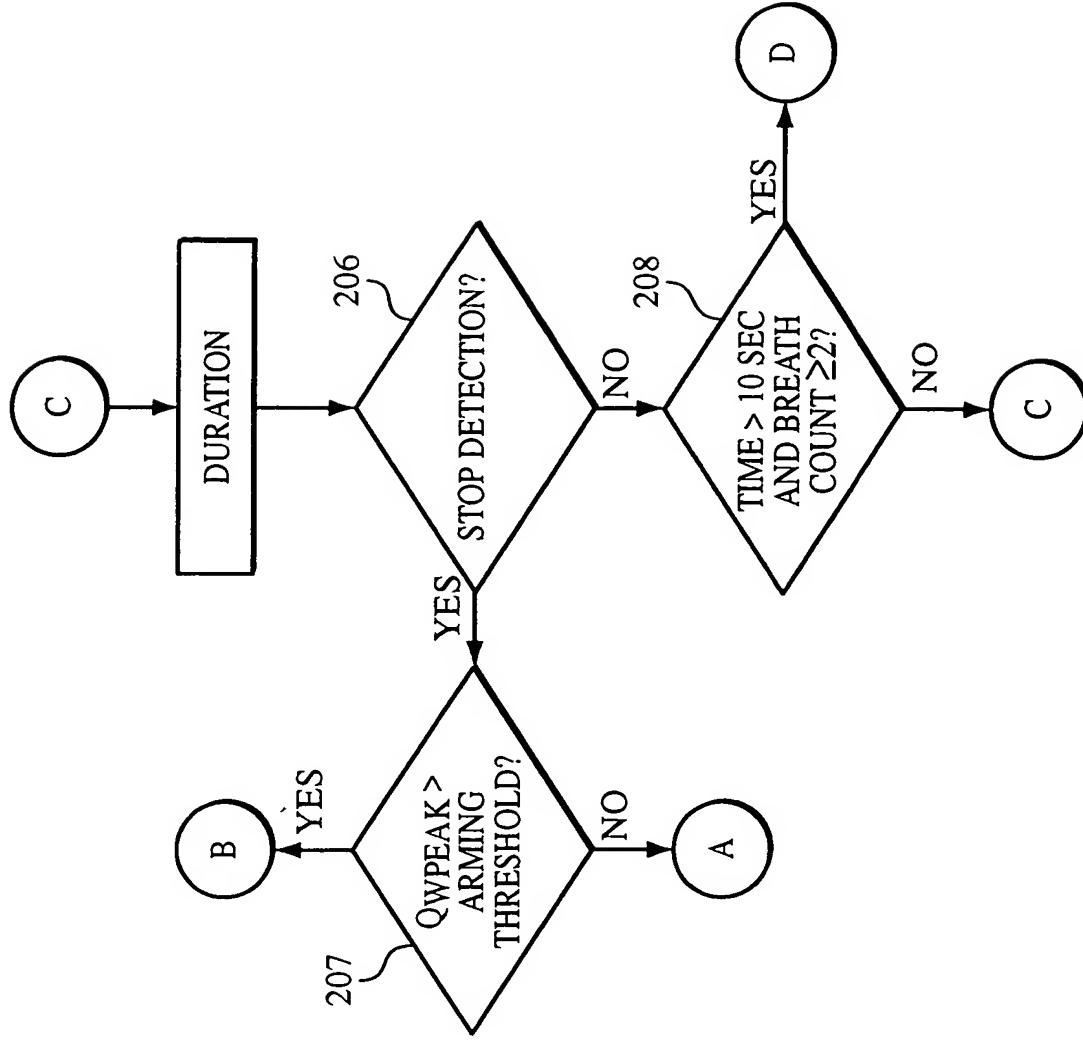 C
DURATION
206
STOP DETECTION?
YES
NO
207
QWPEAK >
ARMING
THRESHOLD?
YES
B
NO
A
208
TIME > 10 SEC
AND BREATH
COUNT ≥2?
YES
D
NO
C